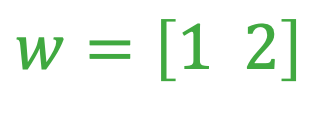 w = [1 2]